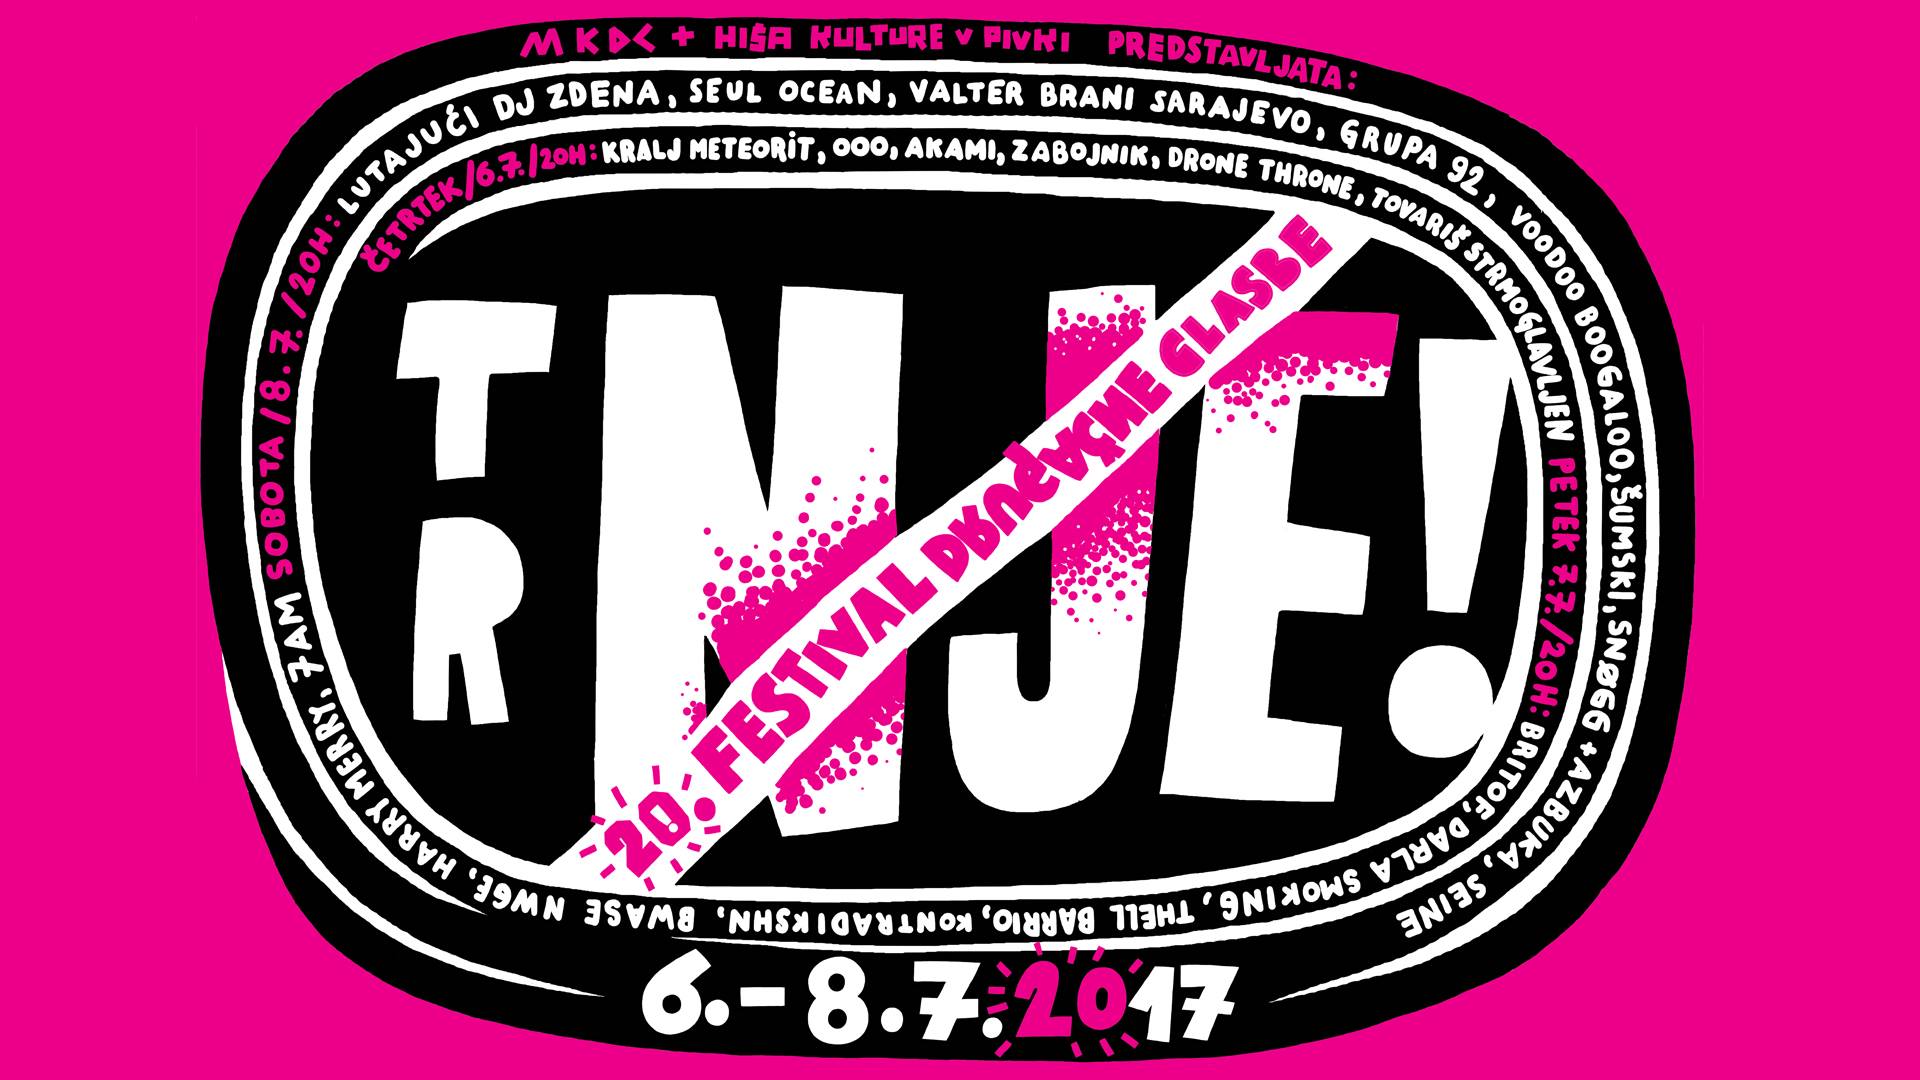 MKDC + HIŠA KULTURE V PIVKI PREDSTAVLJATA:
ČETRTEK/6.7./20H: KRALJ METEORIT, OOO, AKAMI, ZABOJNIK, DRONE THRONE, TOVARIŠ STRMOGLAVLJEN
PETEK 7.7./20H: BRITOF, DARLA SMOKING, THELL BARRIO, KONTRADIKSHN, BWASE NWGE, HARRY MERRY, 7AM
SOBOTA/8.7./20H: LUTAJUĆI DJ ZDENA, SEUL OCEAN, VALTER BRANI SARAJEVO, GRUPA 92, VOODOO BOOGALOO, ŠUMSKI, SNØGG + AZBUKA, SEINE
TRNJE!
20. FESTIVAL DRUGAČNE GLASBE
6.-8.7.2017